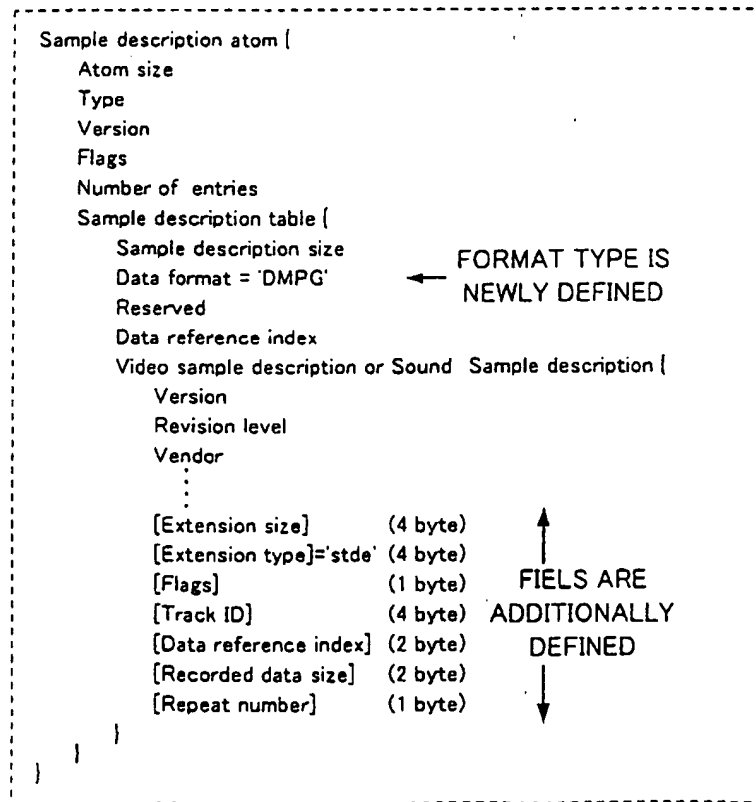 Sample description atom {
Atom size
Type
Version
Flags
Number of entries
Sample description table {
Sample description size
Data format = 'DMPG'
FORMAT TYPE IS
NEWLY DEFINED
Reserved
Data reference index
Video sample description or Sound Sample description {
Version
Revision level
Vendor
[Extension size] (4 byte)
[Extension type]='stde' (4 byte)
[Flags] (1 byte)
[Track ID] (4 byte)
[Data reference index] (2 byte)
[Recorded data size] (2 byte)
[Repeat number] (1 byte)
FIELS ARE
ADDITIONALLY
DEFINED
}
}
}